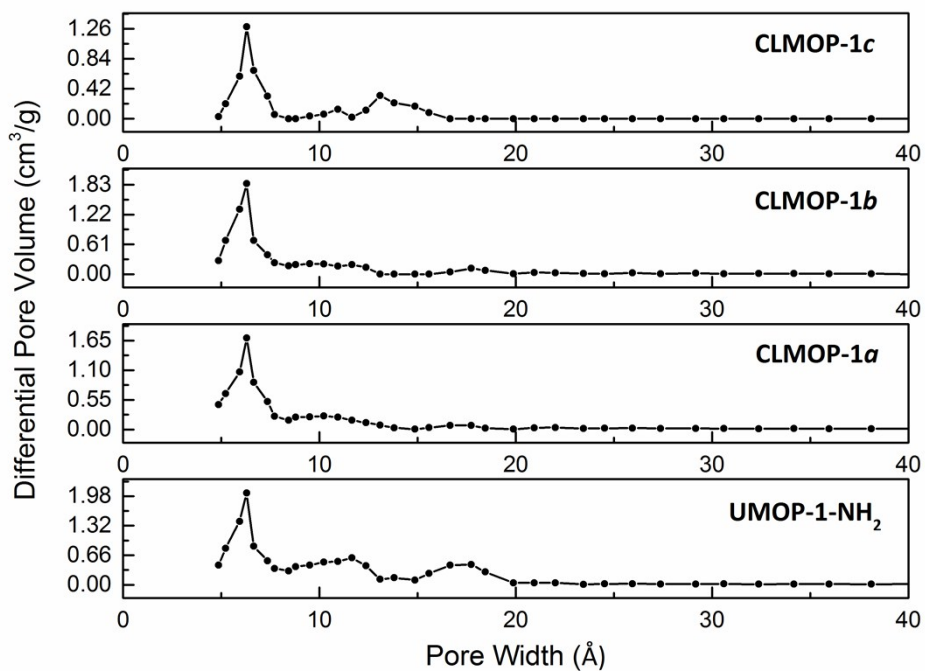 Differential Pore Volume (cm³/g)
CLMOP-1c
1.26
0.84
0.42
0.00
0 10 20 30 40
CLMOP-1b
1.83
1.22
0.61
0.00
0 10 20 30 40
CLMOP-1a
1.65
1.10
0.55
0.00
0 10 20 30 40
UMOP-1-NH₂
1.98
1.32
0.66
0.00
0 10 20 30 40
Pore Width (Å)